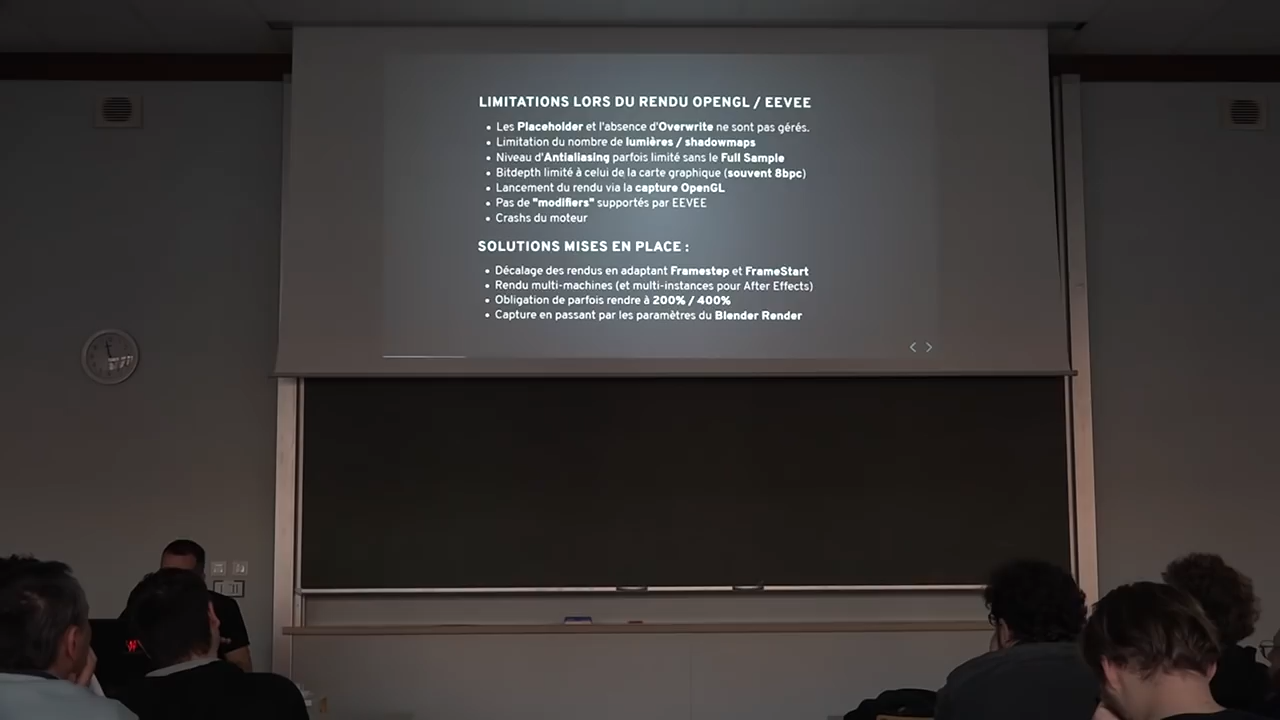 LIMITATIONS LORS DU RENDU OPENGL / EEVEE
Les Placeholder et l'absence d'Overwrite ne sont pas gérés.
Limitation du nombre de lumières / shadowmaps
Niveau d'Antialiasing parfois limité sans le Full Sample
Bitdepth limité à celui de la carte graphique (souvent 8bpc)
Lancement du rendu via la capture OpenGL
Pas de "modifiers" supportés par EEVEE
Crashs du moteur
SOLUTIONS MISES EN PLACE :
Décalage des rendus en adaptant Framestep et FrameStart
Rendu multi-machines (et multi-instances pour After Effects)
Obligation de parfois rendre à 200% / 400%
Capture en passant par les paramètres du Blender Render